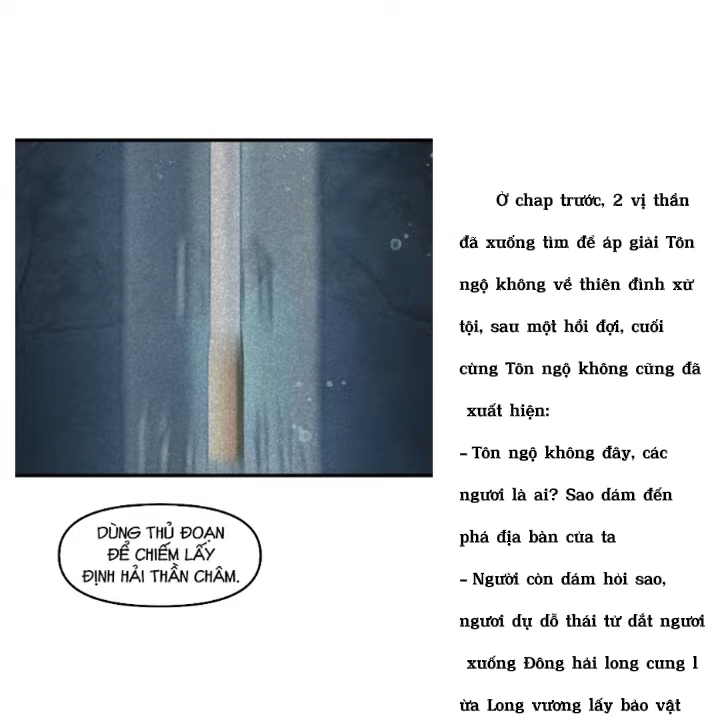 DÙNG THỦ ĐOẠN
ĐỂ CHIẾM LẤY
ĐỊNH HẢI THẦN CHÂM.
Ở chap trước, 2 vị thần
đã xuống tìm để áp giải Tôn
ngộ không về thiên đình xử
tội, sau một hồi đợi, cuối
cùng Tôn ngộ không cũng đã
xuất hiện:
- Tôn ngộ không đây, các
ngươi là ai? Sao dám đến
phá địa bàn của ta
- Người còn dám hỏi sao,
ngươi dụ dỗ thái tử dắt ngươi
xuống Đông hải long cung l
ừa Long vương lấy bảo vật